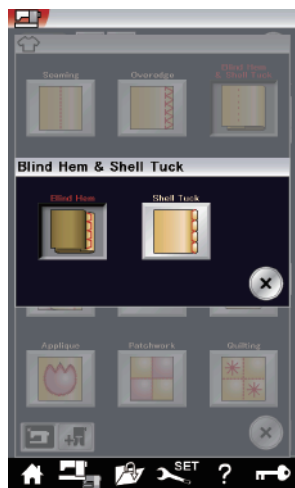 Seaming Overedge Blind Hem
& Shell Tuck
Blind Hem & Shell Tuck
Blind Hem Shell Tuck
Applique Patchwork Quilting
SET ?